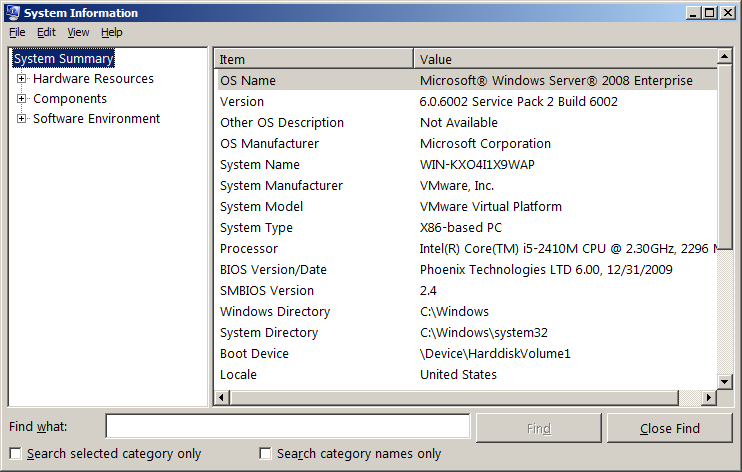 System Information
File Edit View Help
System Summary
Hardware Resources
Components
Software Environment
Item Value
OS Name Microsoft® Windows Server® 2008 Enterprise
Version 6.0.6002 Service Pack 2 Build 6002
Other OS Description Not Available
OS Manufacturer Microsoft Corporation
System Name WIN-KXO4I1X9WAP
System Manufacturer VMware, Inc.
System Model VMware Virtual Platform
System Type X86-based PC
Processor Intel(R) Core(TM) i5-2410M CPU @ 2.30GHz, 2296
BIOS Version/Date Phoenix Technologies LTD 6.00, 12/31/2009
SMBIOS Version 2.4
Windows Directory C:\Windows
System Directory C:\Windows\system32
Boot Device \Device\HarddiskVolume1
Locale United States
Find what: Find Close Find
Search selected category only Search category names only